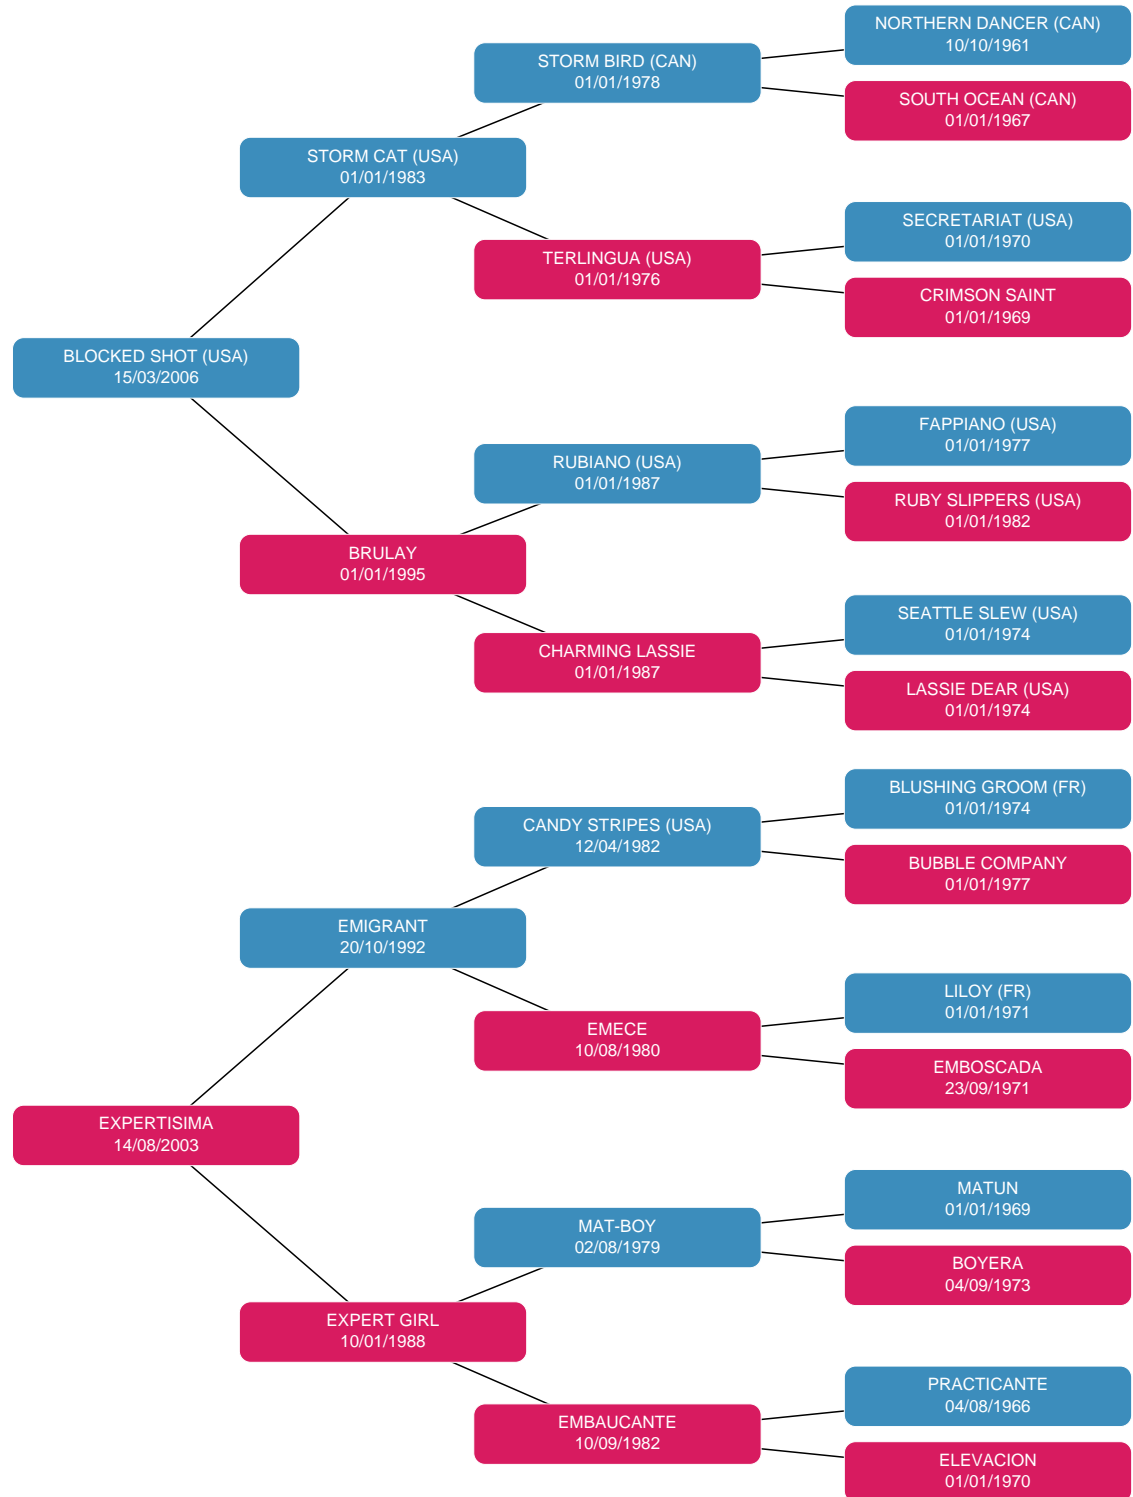 NORTHERN DANCER (CAN)
10/10/1961
STORM BIRD (CAN)
01/01/1978
SOUTH OCEAN (CAN)
01/01/1967
STORM CAT (USA)
01/01/1983
SECRETARIAT (USA)
01/01/1970
TERLINGUA (USA)
01/01/1976
CRIMSON SAINT
01/01/1969
BLOCKED SHOT (USA)
15/03/2006
FAPPIANO (USA)
01/01/1977
RUBIANO (USA)
01/01/1987
RUBY SLIPPERS (USA)
01/01/1982
BRULAY
01/01/1995
SEATTLE SLEW (USA)
01/01/1974
CHARMING LASSIE
01/01/1987
LASSIE DEAR (USA)
01/01/1974
BLUSHING GROOM (FR)
01/01/1974
CANDY STRIPES (USA)
12/04/1982
BUBBLE COMPANY
01/01/1977
EMIGRANT
20/10/1992
LILOY (FR)
01/01/1971
EMECE
10/08/1980
EMBOSCADA
23/09/1971
EXPERTISIMA
14/08/2003
MATUN
01/01/1969
MAT-BOY
02/08/1979
BOYERA
04/09/1973
EXPERT GIRL
10/01/1988
PRACTICANTE
04/08/1966
EMBAUCANTE
10/09/1982
ELEVACION
01/01/1970